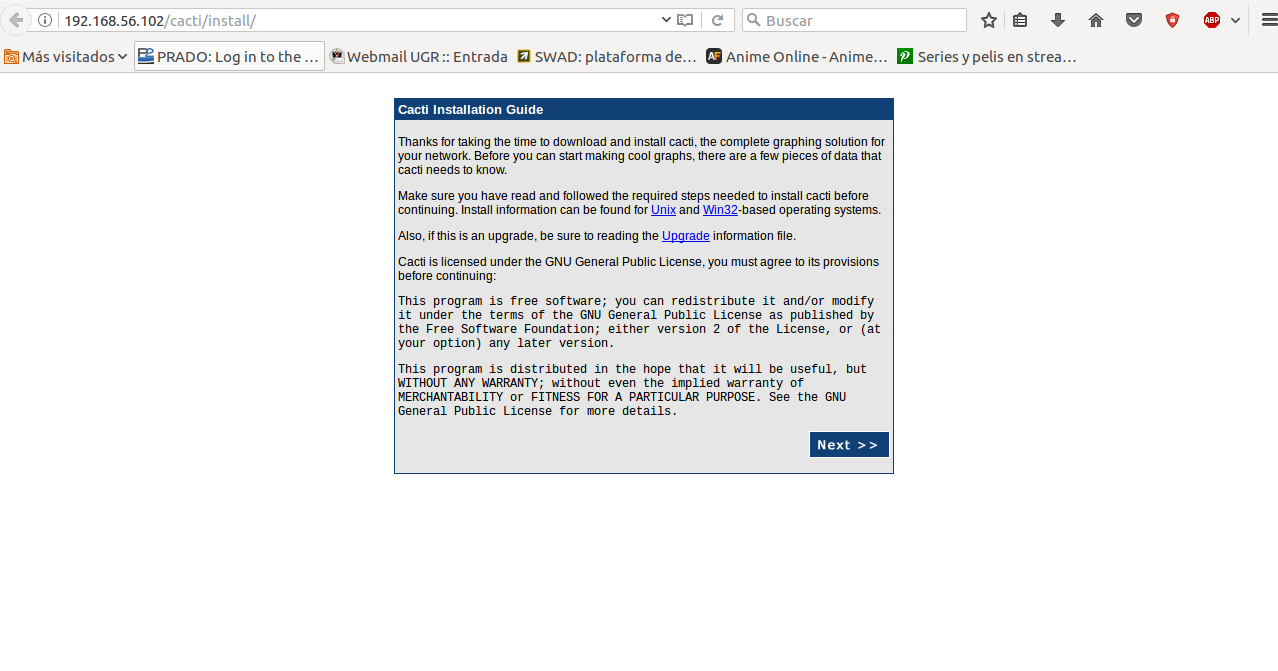 192.168.56.102/cacti/install/
Buscar
ABP
Más visitados
PRADO: Log in to the ...
Webmail UGR :: Entrada
SWAD: plataforma de...
AF
Anime Online - Anime...
Series y pelis en strea...
Cacti Installation Guide
Thanks for taking the time to download and install cacti, the complete graphing solution for
your network. Before you can start making cool graphs, there are a few pieces of data that
cacti needs to know.
Make sure you have read and followed the required steps needed to install cacti before
continuing. Install information can be found for Unix and Win32-based operating systems.
Also, if this is an upgrade, be sure to reading the Upgrade information file.
Cacti is licensed under the GNU General Public License, you must agree to its provisions
before continuing:
This program is free software; you can redistribute it and/or modify
it under the terms of the GNU General Public License as published by
the Free Software Foundation; either version 2 of the License, or (at
your option) any later version.
This program is distributed in the hope that it will be useful, but
WITHOUT ANY WARRANTY; without even the implied warranty of
MERCHANTABILITY or FITNESS FOR A PARTICULAR PURPOSE. See the GNU
General Public License for more details.
Next >>